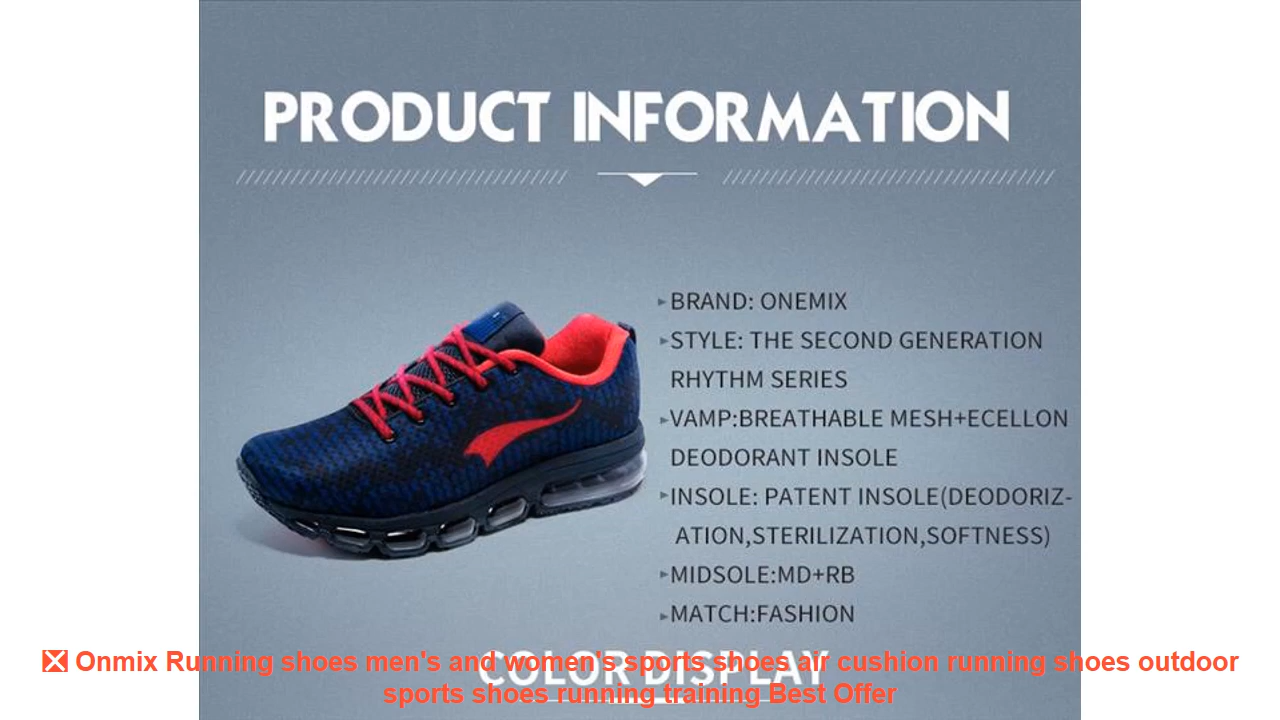 PRODUCT INFORMATION
BRAND: ONEMIX
STYLE: THE SECOND GENERATION
RHYTHM SERIES
VAMP:BREATHABLE MESH+ECELLON
DEODORANT INSOLE
INSOLE: PATENT INSOLE(DEODORIZ-
ATION,STERILIZATION,SOFTNESS)
MIDSOLE:MD+RB
MATCH:FASHION
COLOR DISPLAY
❎ Onmix Running shoes men's and women's sports shoes air cushion running shoes outdoor
sports shoes running training Best Offer